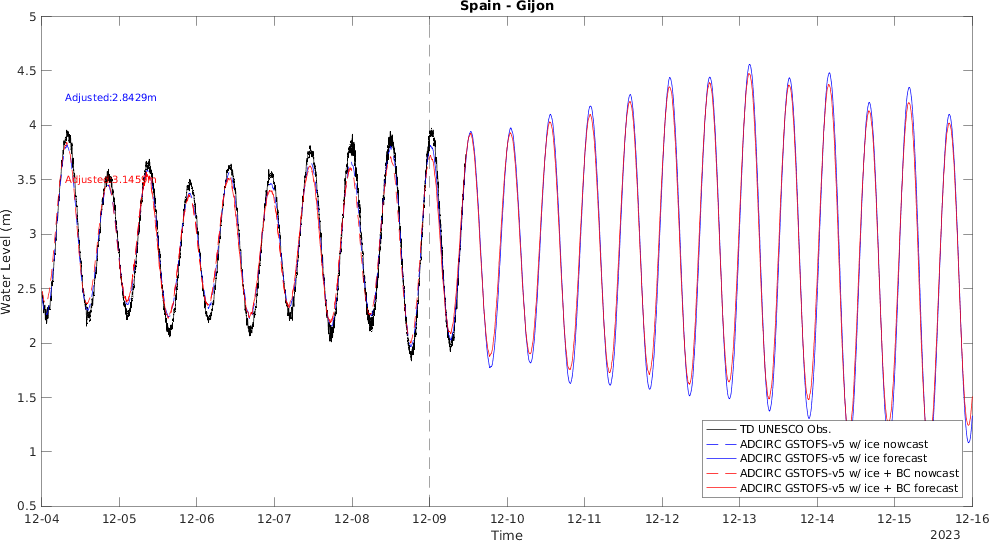 Spain - Gijon
5
4.5
4
3.5
3
2.5
2
1.5
1
0.5
Water Level (m)
Adjusted:2.8429m
Adjusted:3.1459m
TD UNESCO Obs.
ADCIRC GSTOFS-v5 w/ ice nowcast
ADCIRC GSTOFS-v5 w/ ice forecast
ADCIRC GSTOFS-v5 w/ ice + BC nowcast
ADCIRC GSTOFS-v5 w/ ice + BC forecast
12-04 12-05 12-06 12-07 12-08 12-09 12-10 12-11 12-12 12-13 12-14 12-15 12-16
Time
2023